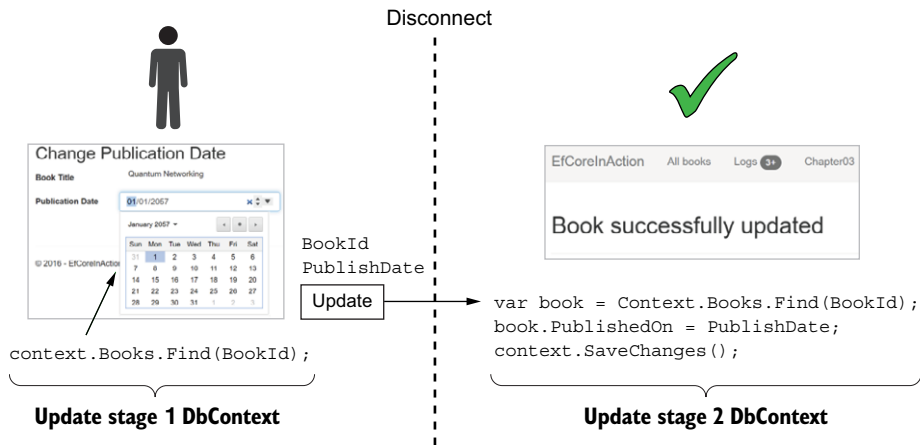 Disconnect
Change Publication Date
Book Title Quantum Networking
Publication Date 01/01/2057
January 2057
Sun Mon Tue Wed Thu Fri Sat
31 1 2 3 4 5 6
7 8 9 10 11 12 13
14 15 16 17 18 19 20
21 22 23 24 25 26 27
28 29 30 31 1 2 3
© 2016 - EfCoreInAction
BookId
PublishDate
Update
context.Books.Find(BookId);
Update stage 1 DbContext
EfCoreInAction All books Logs 3+ Chapter03
Book successfully updated
var book = Context.Books.Find(BookId);
book.PublishedOn = PublishDate;
context.SaveChanges();
Update stage 2 DbContext